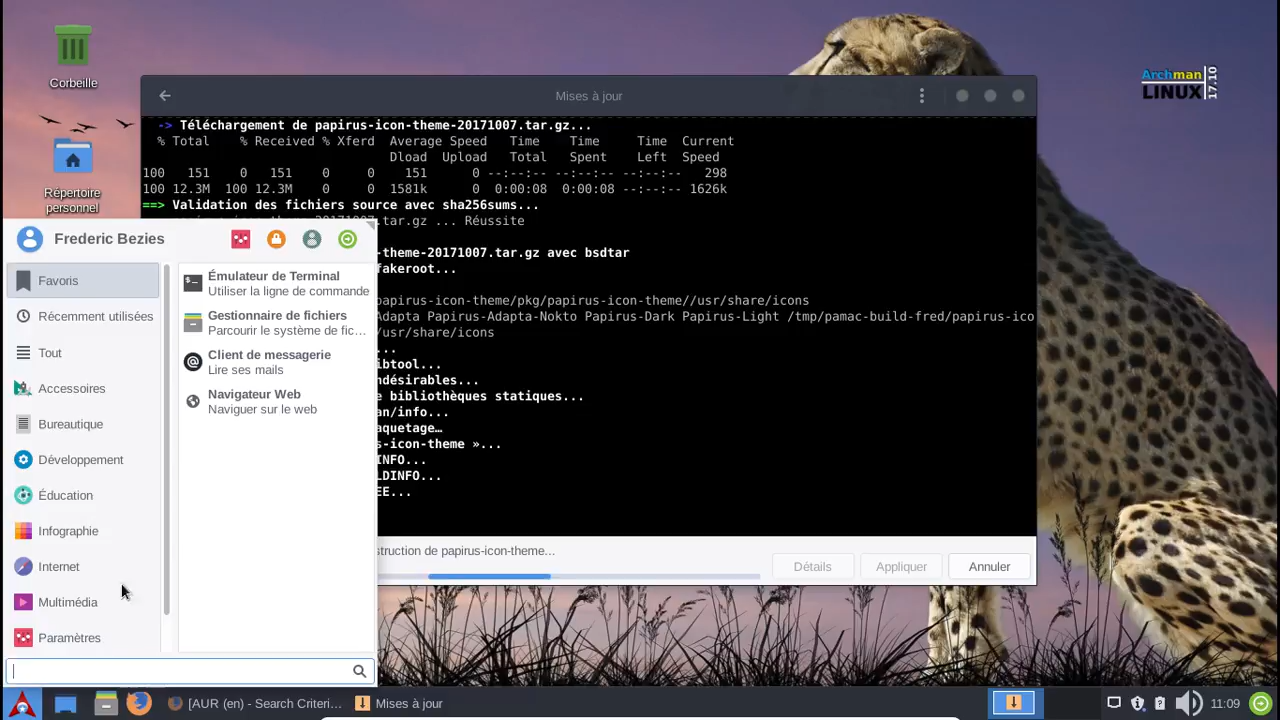 Corbeille
Répertoire
personnel
Archman
LINUX
17.10
Mises à jour
-> Téléchargement de papirus-icon-theme-20171007.tar.gz...
% Total % Received % Xferd Average Speed Time Time Time Current
Dload Upload Total Spent Left Speed
100 151 0 151 0 0 151 0 --:--:-- --:--:-- --:--:-- 298
100 12.3M 100 12.3M 0 0 1581k 0 0:00:08 0:00:08 --:--:-- 1626k
==> Validation des fichiers source avec sha256sums...
.tar.gz ... Réussite
-theme-20171007.tar.gz avec bsdtar
fakeroot...
papirus-icon-theme/pkg/papirus-icon-theme//usr/share/icons
Adapta Papirus-Adapta-Nokto Papirus-Dark Papirus-Light /tmp/pamac-build-fred/papirus-ico
/usr/share/icons
...
ibtool...
ndésirables...
e bibliothèques statiques...
an/info...
aquetage…
s-icon-theme »...
INFO...
LDINFO...
EE...
struction de papirus-icon-theme...
Détails
Appliquer
Annuler
Frederic Bezies
Favoris
Récemment utilisées
Tout
Accessoires
Bureautique
Développement
Éducation
Infographie
Internet
Multimédia
Paramètres
Émulateur de Terminal
Utiliser la ligne de commande
Gestionnaire de fichiers
Parcourir le système de fic...
Client de messagerie
Lire ses mails
Navigateur Web
Naviguer sur le web
[AUR (en) - Search Criteri...
Mises à jour
11:09